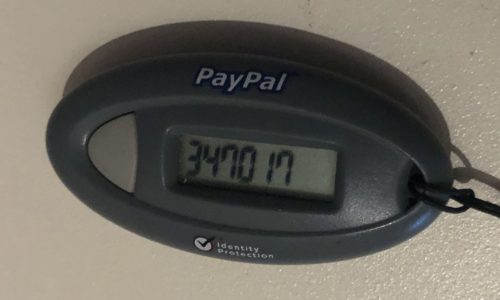 PayPal
347017
Identity
Protection